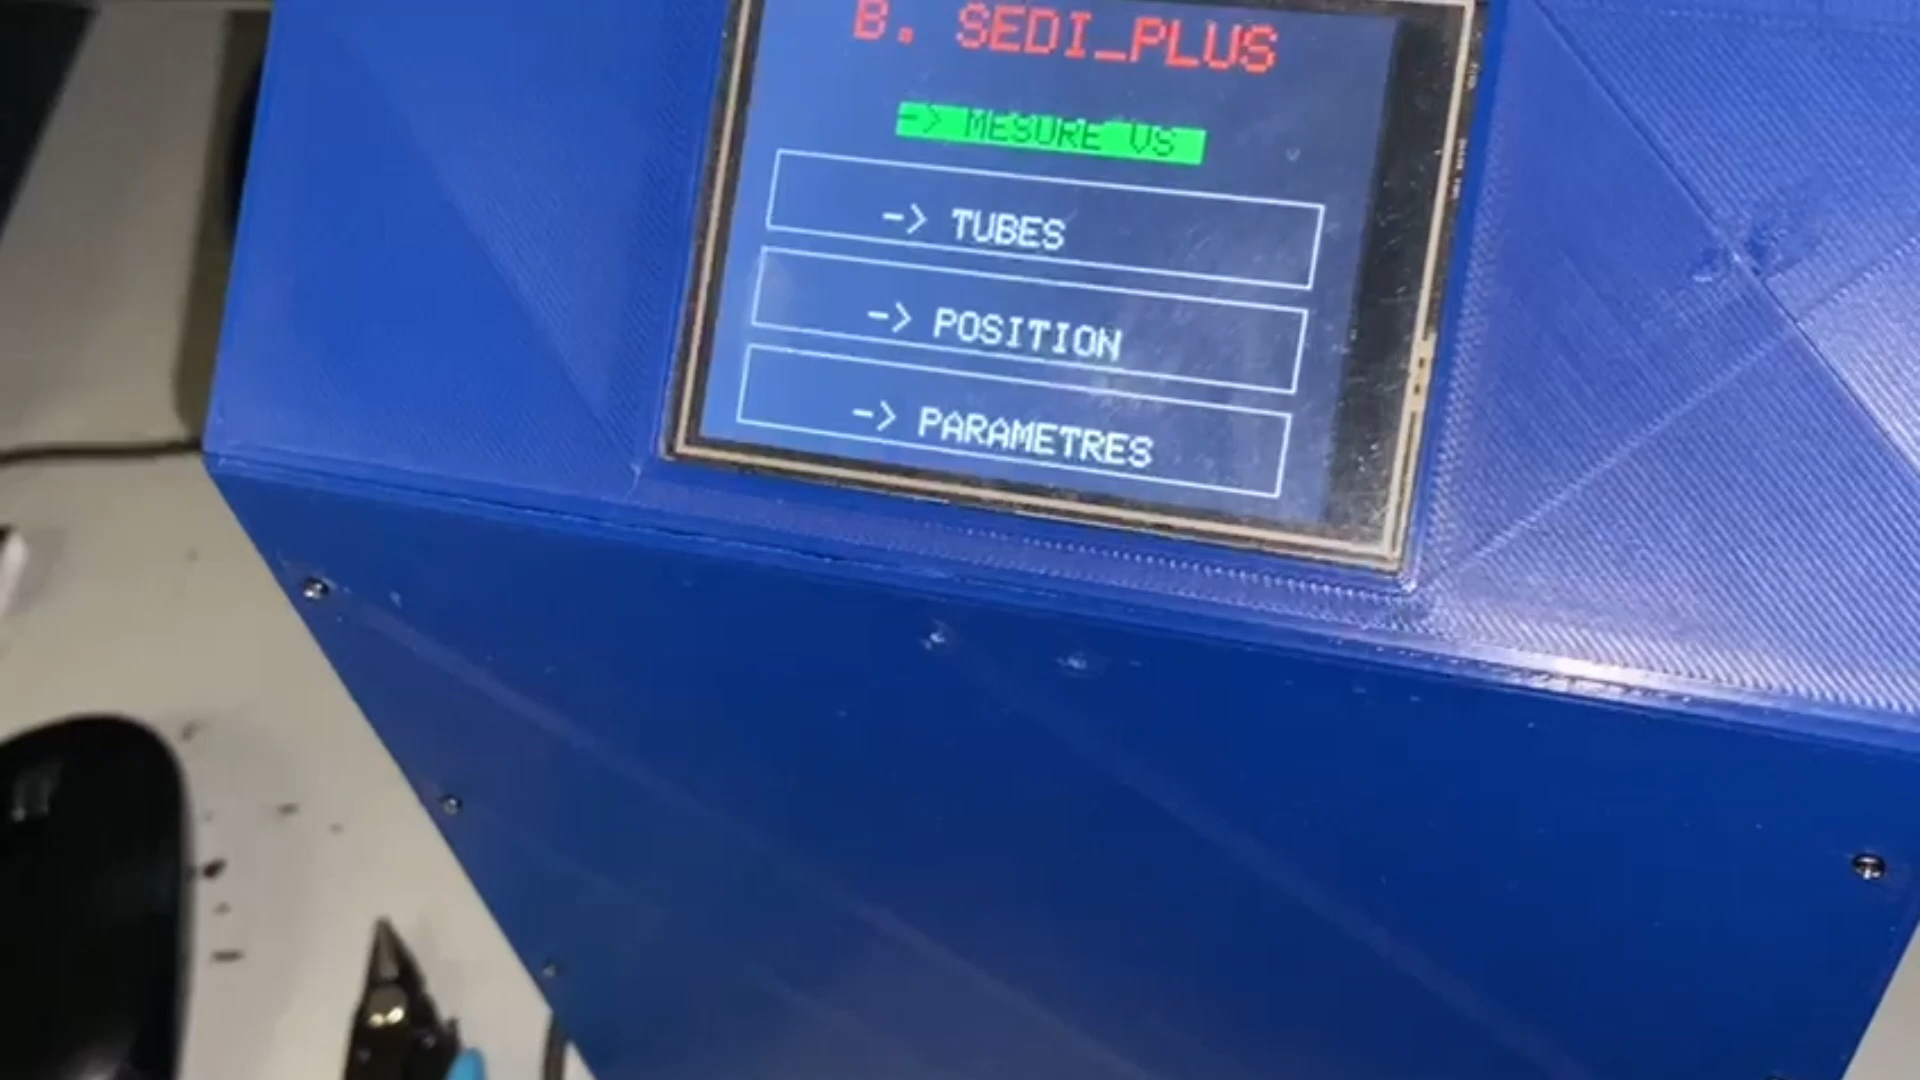 B. SEDI_PLUS
-> MESURE VS
-> TUBES
-> POSITION
-> PARAMETRES